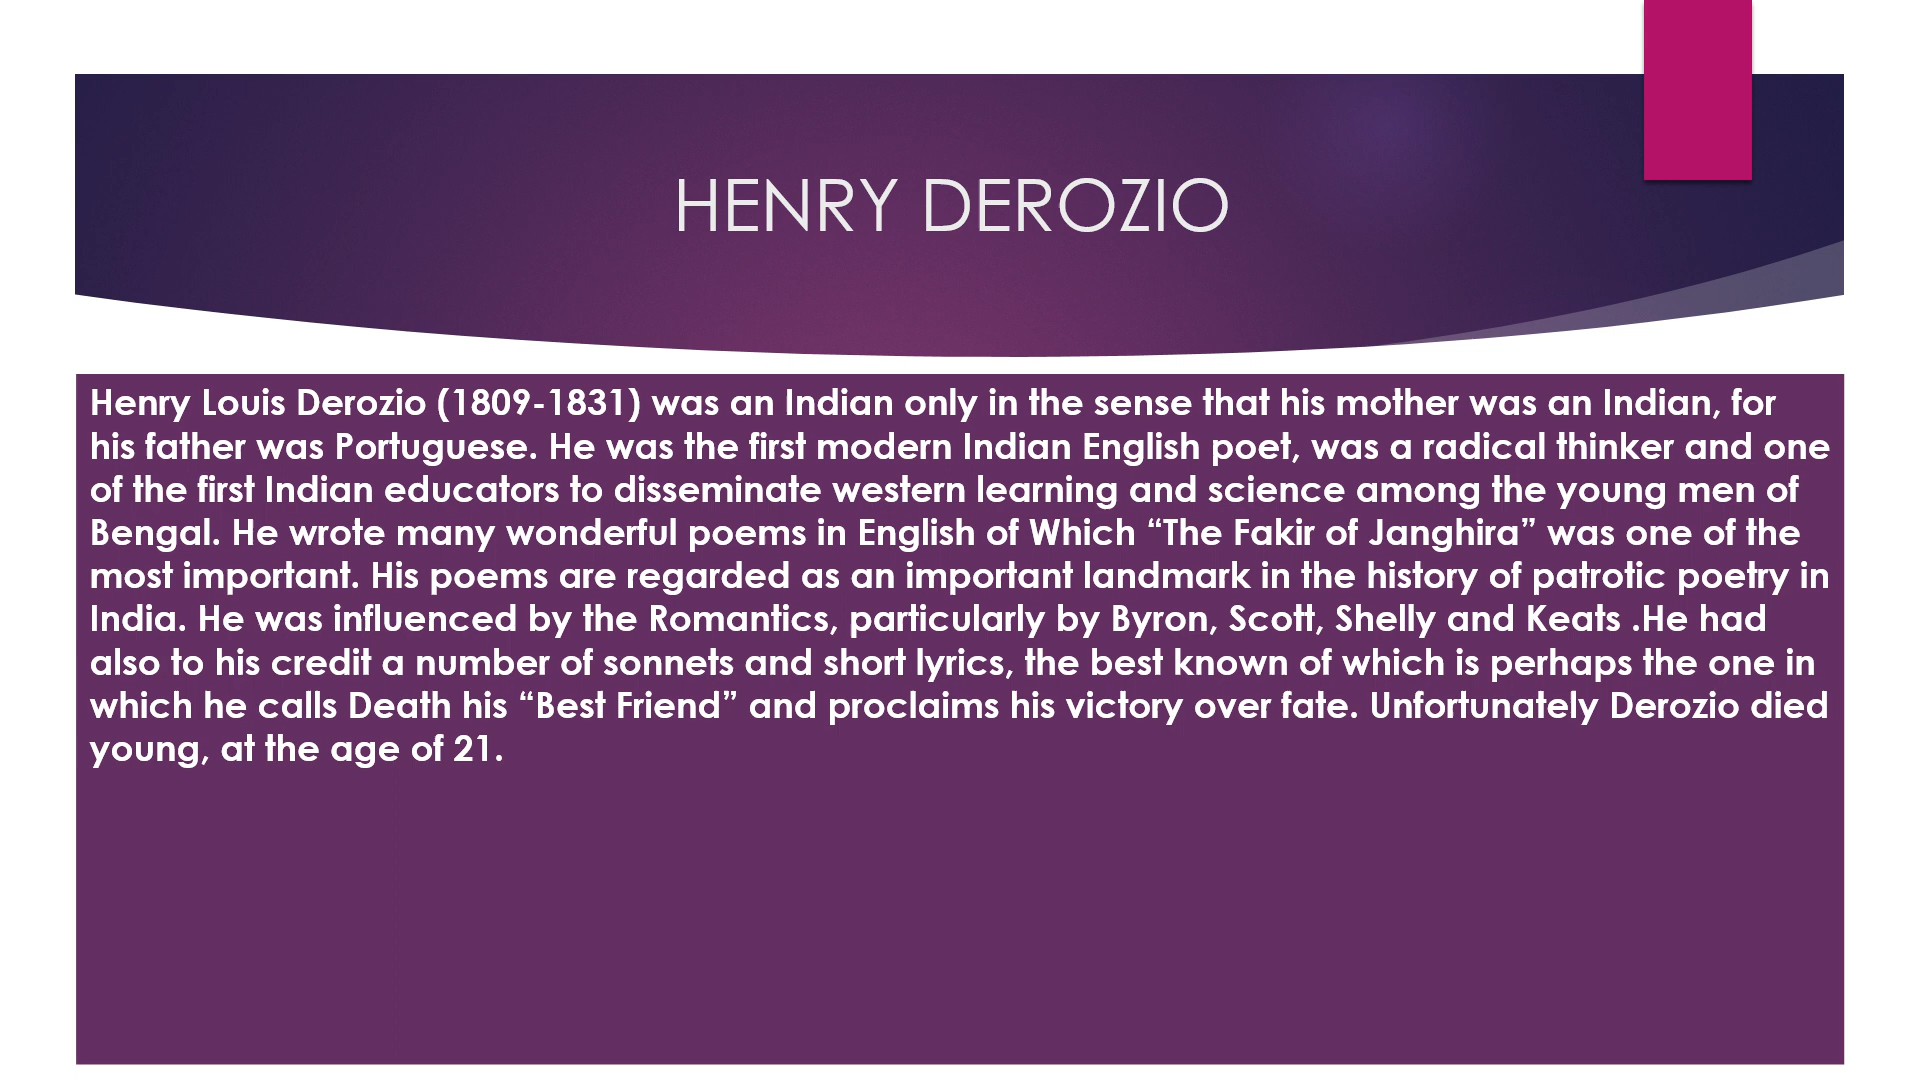 HENRY DEROZIO
Henry Louis Derozio (1809-1831) was an Indian only in the sense that his mother was an Indian, for
his father was Portuguese. He was the first modern Indian English poet, was a radical thinker and one
of the first Indian educators to disseminate western learning and science among the young men of
Bengal. He wrote many wonderful poems in English of Which “The Fakir of Janghira” was one of the
most important. His poems are regarded as an important landmark in the history of patrotic poetry in
India. He was influenced by the Romantics, particularly by Byron, Scott, Shelly and Keats .He had
also to his credit a number of sonnets and short lyrics, the best known of which is perhaps the one in
which he calls Death his “Best Friend” and proclaims his victory over fate. Unfortunately Derozio died
young, at the age of 21.